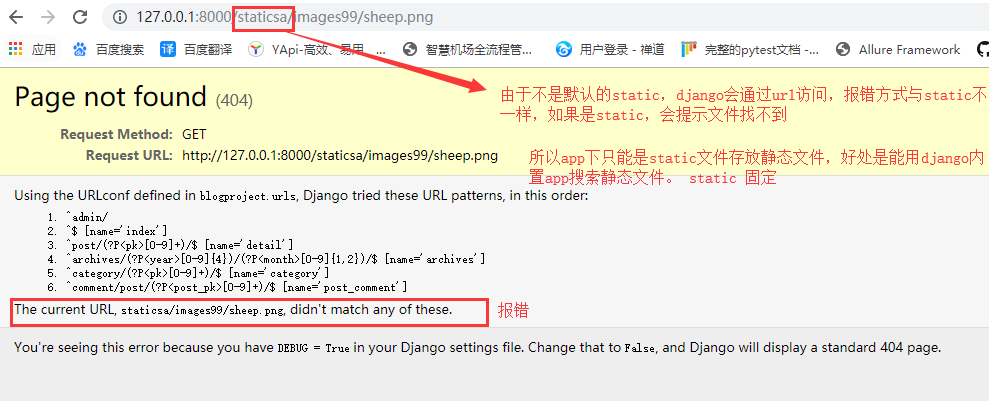 127.0.0.1:8000/staticsa/images99/sheep.png
应用 百度搜索 百度翻译 YApi-高效、易用、... 智慧机场全流程管... 用户登录 - 禅道 完整的pytest文档 -... Allure Framework
Page not found (404)
Request Method: GET
Request URL: http://127.0.0.1:8000/staticsa/images99/sheep.png
由于不是默认的static，django会通过url访问，报错方式与static不
一样，如果是static，会提示文件找不到
所以app下只能是static文件存放静态文件，好处是能用django内
置app搜索静态文件。 static 固定
Using the URLconf defined in blogproject.urls, Django tried these URL patterns, in this order:
1. ^admin/
2. ^$ [name='index']
3. ^post/(?P<pk>[0-9]+)/$ [name='detail']
4. ^archives/(?P<year>[0-9]{4})/(?P<month>[0-9]{1,2})/$ [name='archives']
5. ^category/(?P<pk>[0-9]+)/$ [name='category']
6. ^comment/post/(?P<post_pk>[0-9]+)/$ [name='post_comment']
The current URL, staticsa/images99/sheep.png, didn't match any of these.
报错
You're seeing this error because you have DEBUG = True in your Django settings file. Change that to False, and Django will display a standard 404 page.